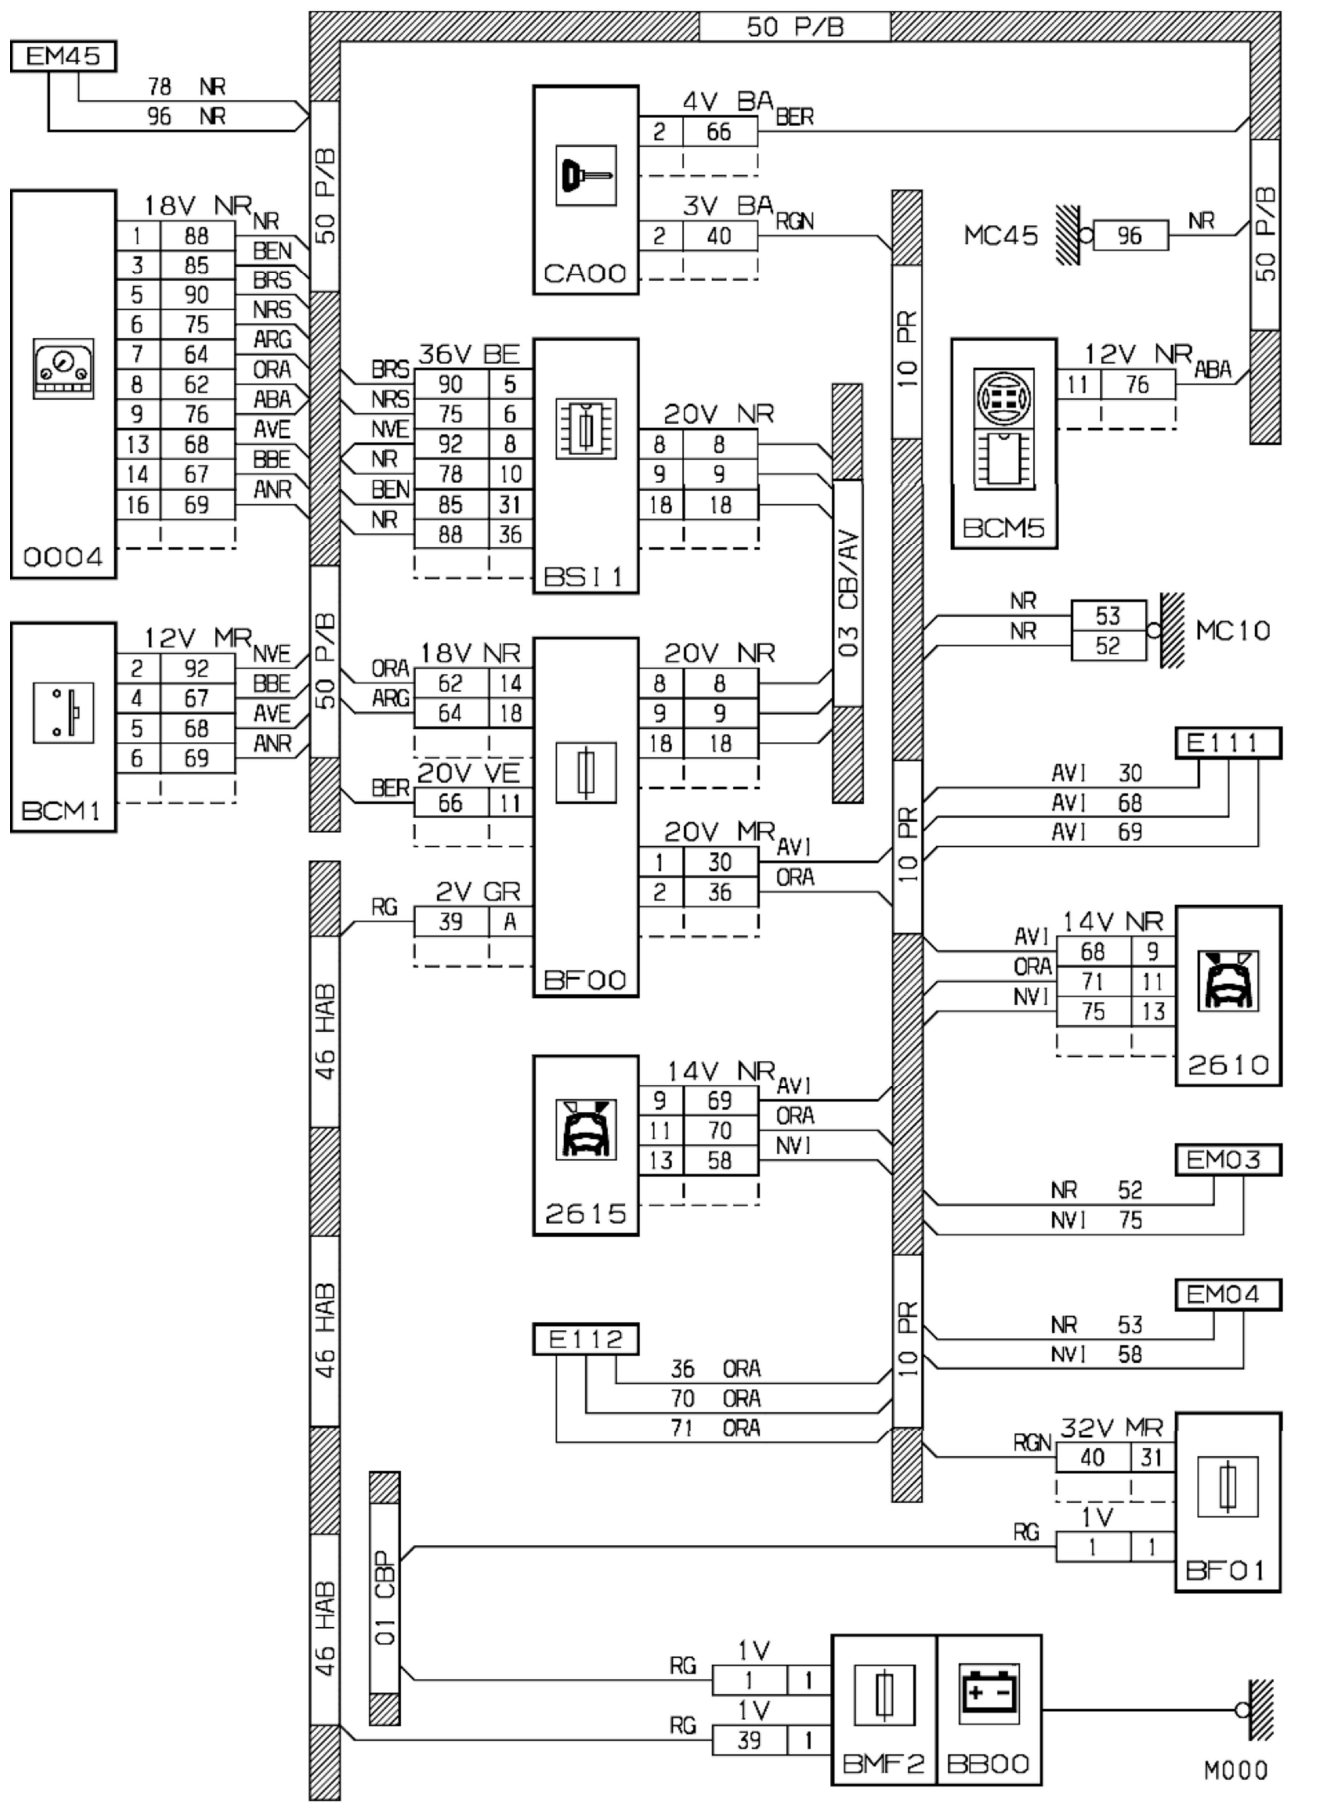 50 P/B
EM45
78 NR
96 NR
50 P/B
4V BA
2 66 BER
3V BA
2 40 RGN
CA00
MC45 96 NR
50 P/B
18V NR
1 88 NR
3 85 BEN
5 90 BRS
6 75 NRS
7 64 ARG
8 62 ORA
9 76 ABA
13 68 AVE
14 67 BBE
16 69 ANR
0004
10 PR
36V BE
BRS 90 5
NRS 75 6
NVE 92 8
NR 78 10
BEN 85 31
NR 88 36
20V NR
8 8
9 9
18 18
BSI1
12V NR
11 76 ABA
BCM5
03 CB/AV
NR 53
NR 52
MC10
12V MR
2 92 NVE
4 67 BBE
5 68 AVE
6 69 ANR
BCM1
50 P/B
18V NR
ORA 62 14
ARG 64 18
20V VE
BER 66 11
2V GR
RG 39 A
20V NR
8 8
9 9
18 18
20V MR
1 30 AVI
2 36 ORA
BF00
E111
AVI 30
AVI 68
AVI 69
10 PR
14V NR
AVI 68 9
ORA 71 11
NVI 75 13
2610
46 HAB
14V NR
9 69 AVI
11 70 ORA
13 58 NVI
2615
EM03
NR 52
NVI 75
46 HAB
EM04
NR 53
NVI 58
10 PR
E112
36 ORA
70 ORA
71 ORA
32V MR
RGN 40 31
1V
RG 1 1
BF01
46 HAB
01 CBP
1V
RG 1 1
1V
RG 39 1
BMF2
BB00
M000